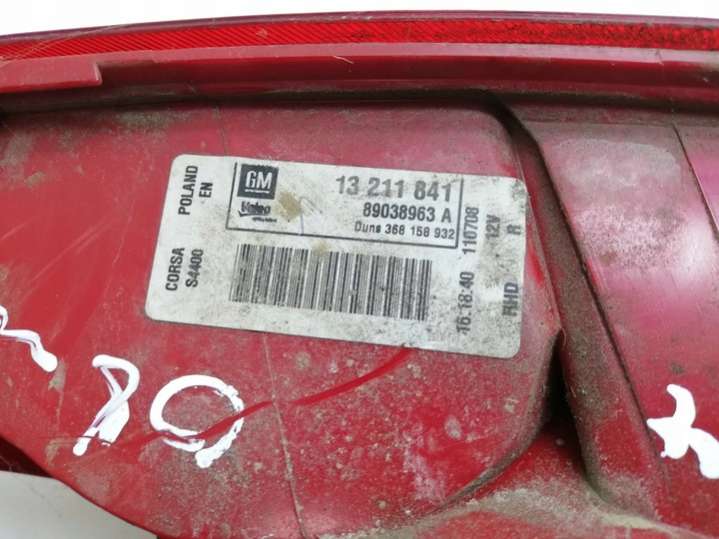 GM
13 211 841
Valeo
89038963 A
Duns 368 158 932
CORSA POLAND
S4400 EN
16:18:40 110708
RHD 12V R